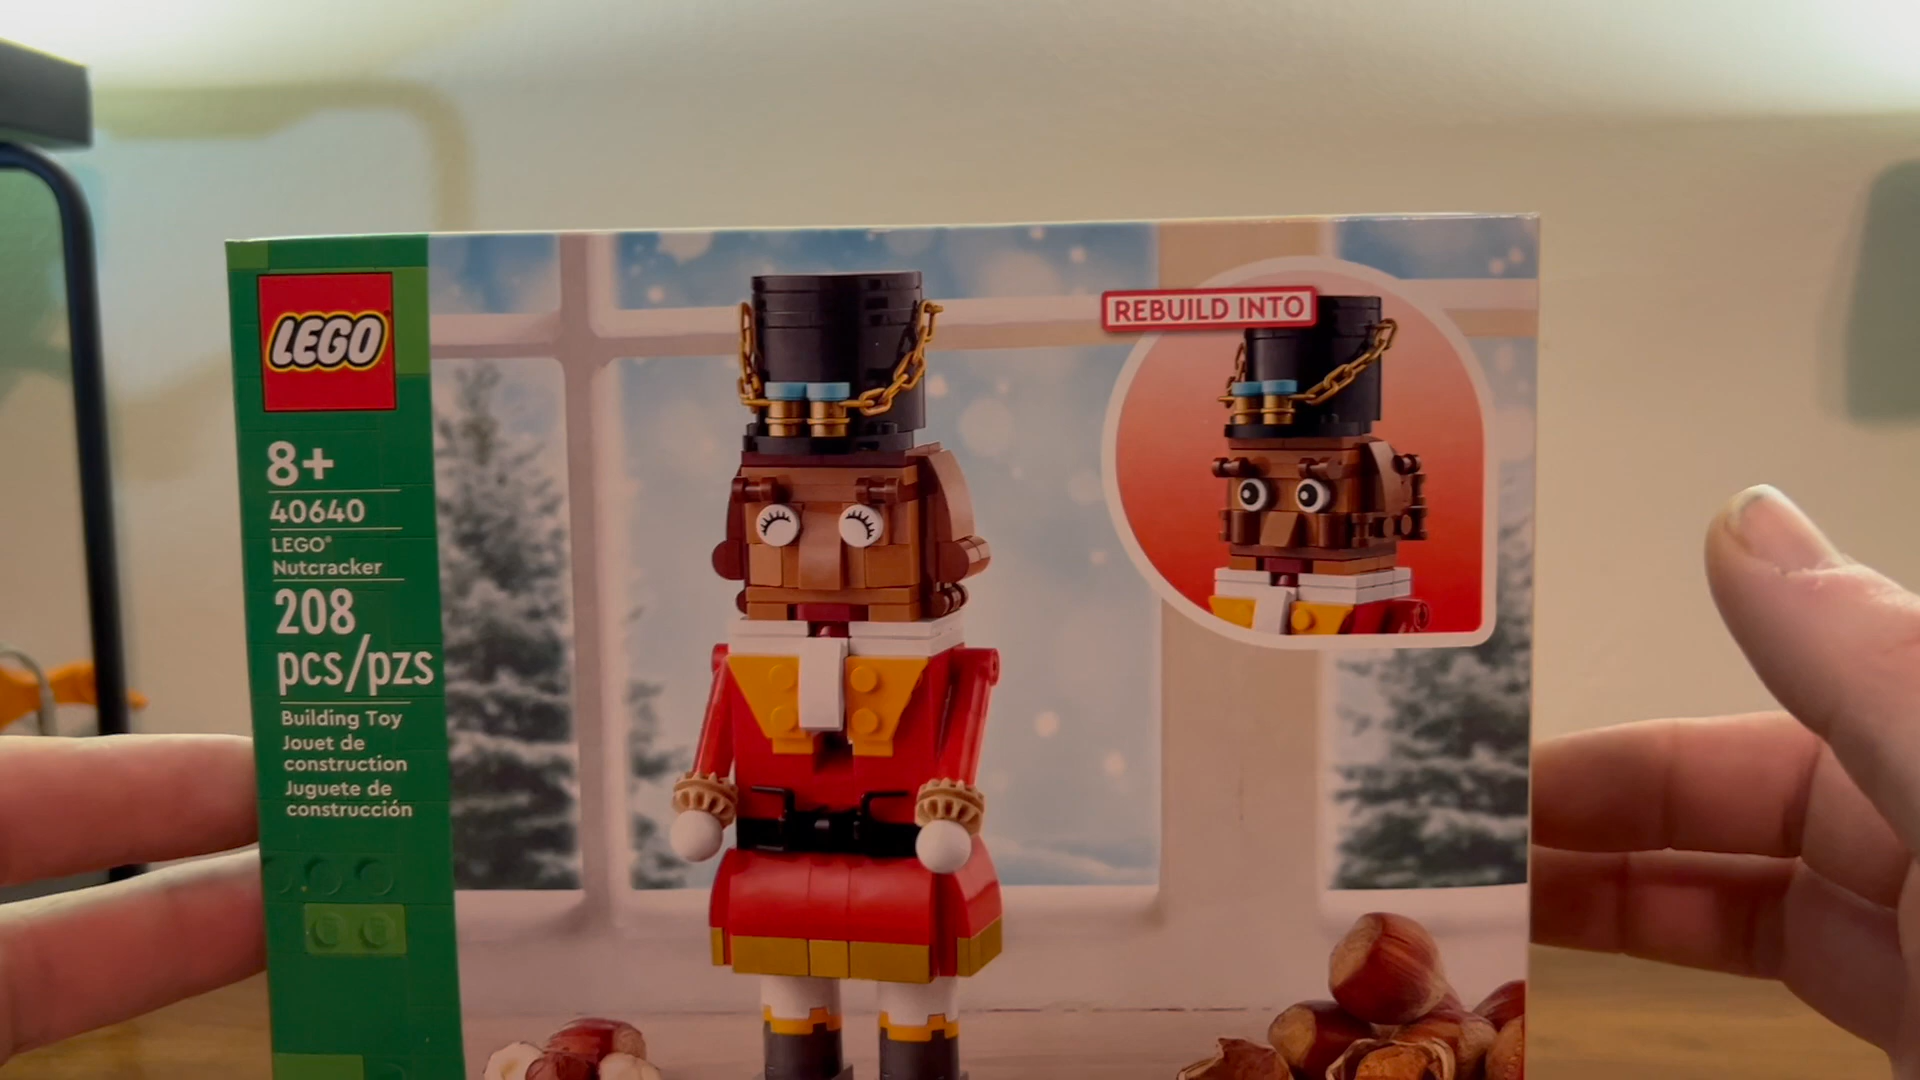 LEGO
8+
40640
LEGO®
Nutcracker
208
pcs/pzs
Building Toy
Jouet de
construction
Juguete de
construcción
REBUILD INTO